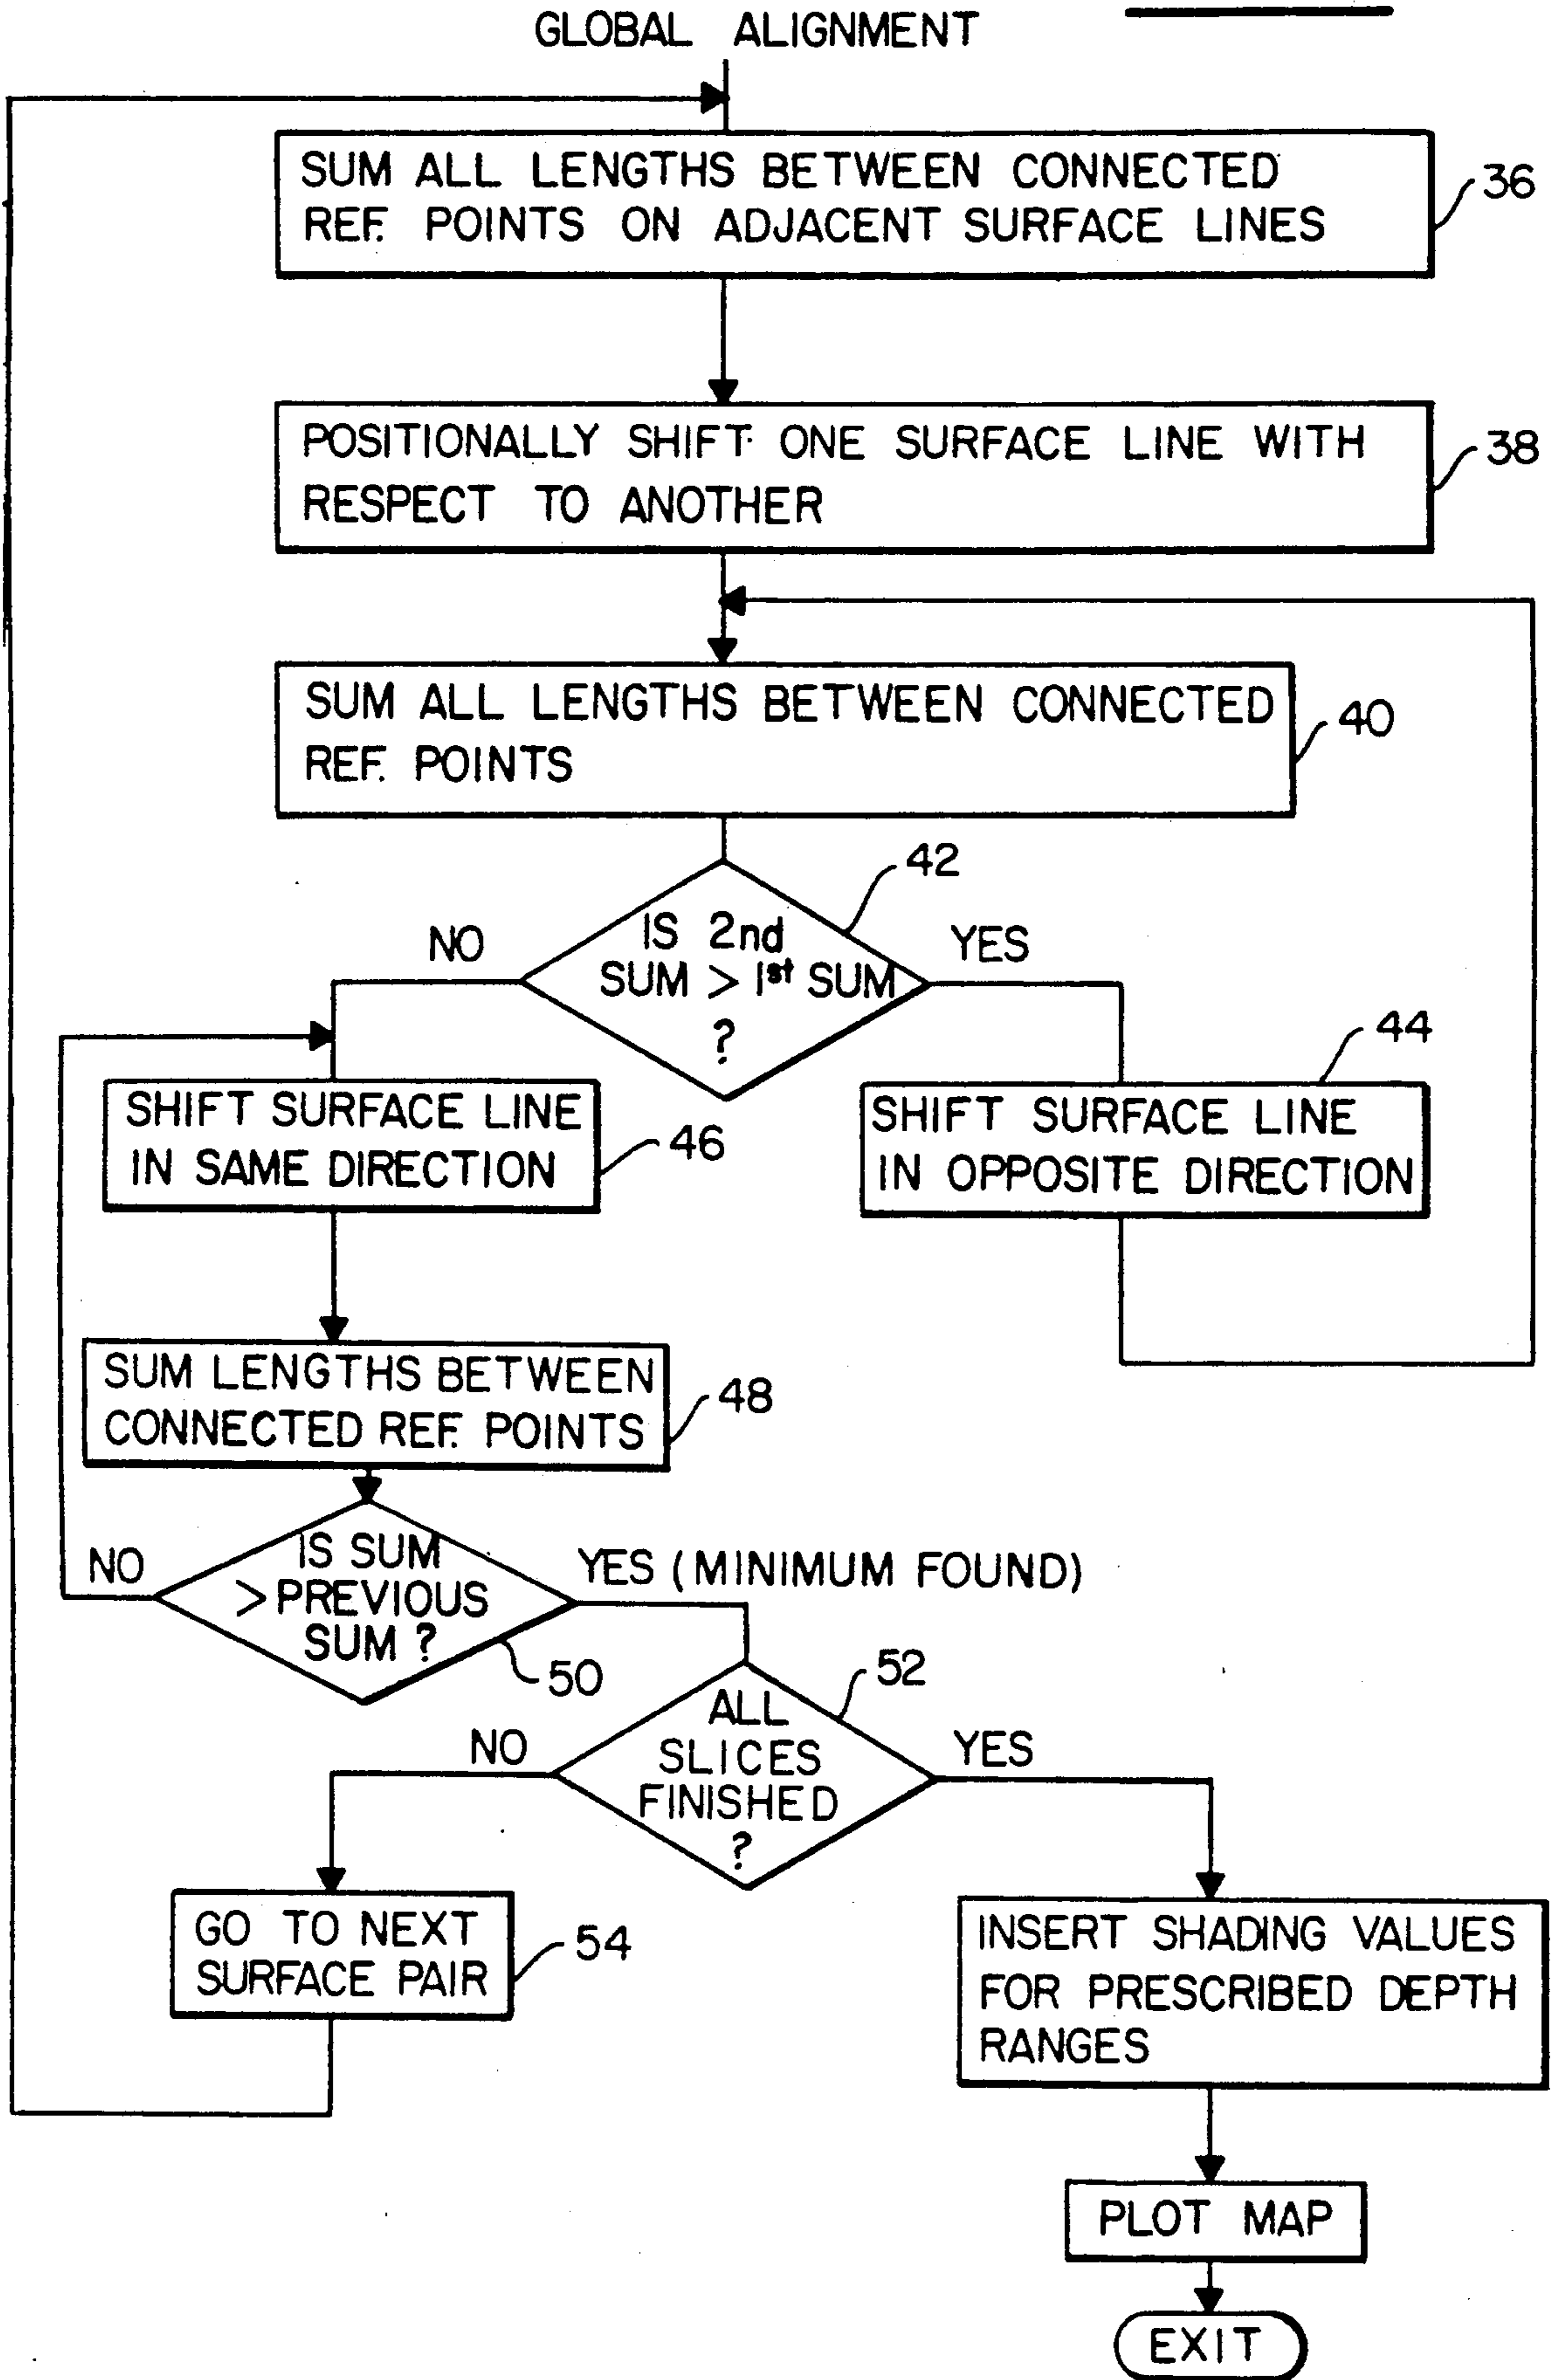 GLOBAL ALIGNMENT
SUM ALL LENGTHS BETWEEN CONNECTED
REF. POINTS ON ADJACENT SURFACE LINES
36
POSITIONALLY SHIFT ONE SURFACE LINE WITH
RESPECT TO ANOTHER
38
SUM ALL LENGTHS BETWEEN CONNECTED
REF. POINTS
40
42
NO
IS 2nd
SUM > 1st SUM
?
YES
44
SHIFT SURFACE LINE
IN SAME DIRECTION
46
SHIFT SURFACE LINE
IN OPPOSITE DIRECTION
SUM LENGTHS BETWEEN
CONNECTED REF. POINTS
48
NO
IS SUM
> PREVIOUS
SUM ?
50
YES (MINIMUM FOUND)
52
NO
ALL
SLICES
FINISHED
?
YES
GO TO NEXT
SURFACE PAIR
54
INSERT SHADING VALUES
FOR PRESCRIBED DEPTH
RANGES
PLOT MAP
EXIT